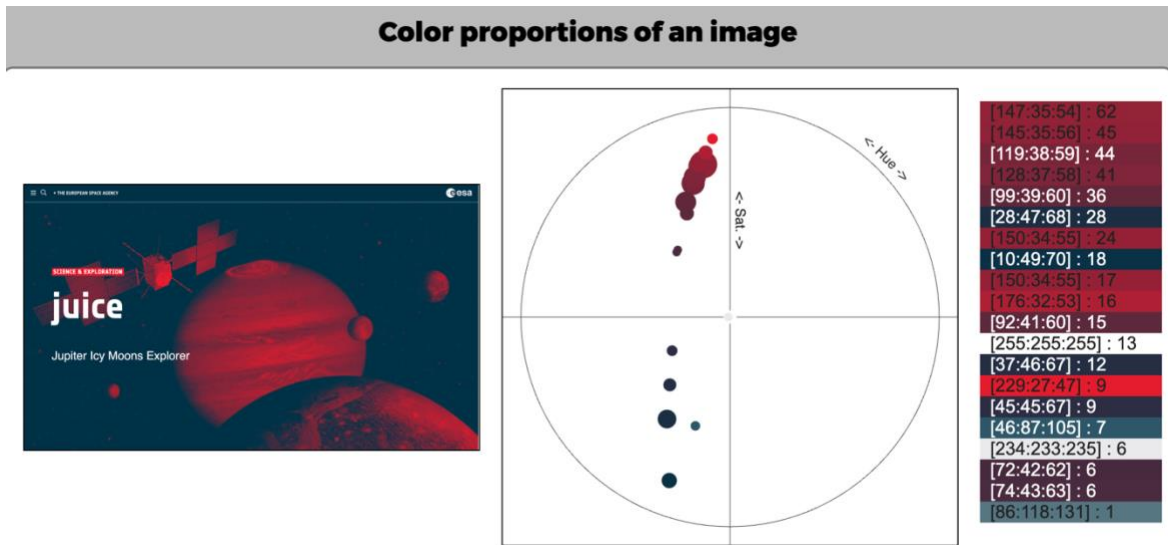 Color proportions of an image
+ THE EUROPEAN SPACE AGENCY
esa
SCIENCE & EXPLORATION
juice
Jupiter Icy Moons Explorer
<- Hue ->
<- Sat. ->
[147:35:54] : 62
[145:35:56] : 45
[119:38:59] : 44
[128:37:58] : 41
[99:39:60] : 36
[28:47:68] : 28
[150:34:55] : 24
[10:49:70] : 18
[150:34:55] : 17
[176:32:53] : 16
[92:41:60] : 15
[255:255:255] : 13
[37:46:67] : 12
[229:27:47] : 9
[45:45:67] : 9
[46:87:105] : 7
[234:233:235] : 6
[72:42:62] : 6
[74:43:63] : 6
[86:118:131] : 1